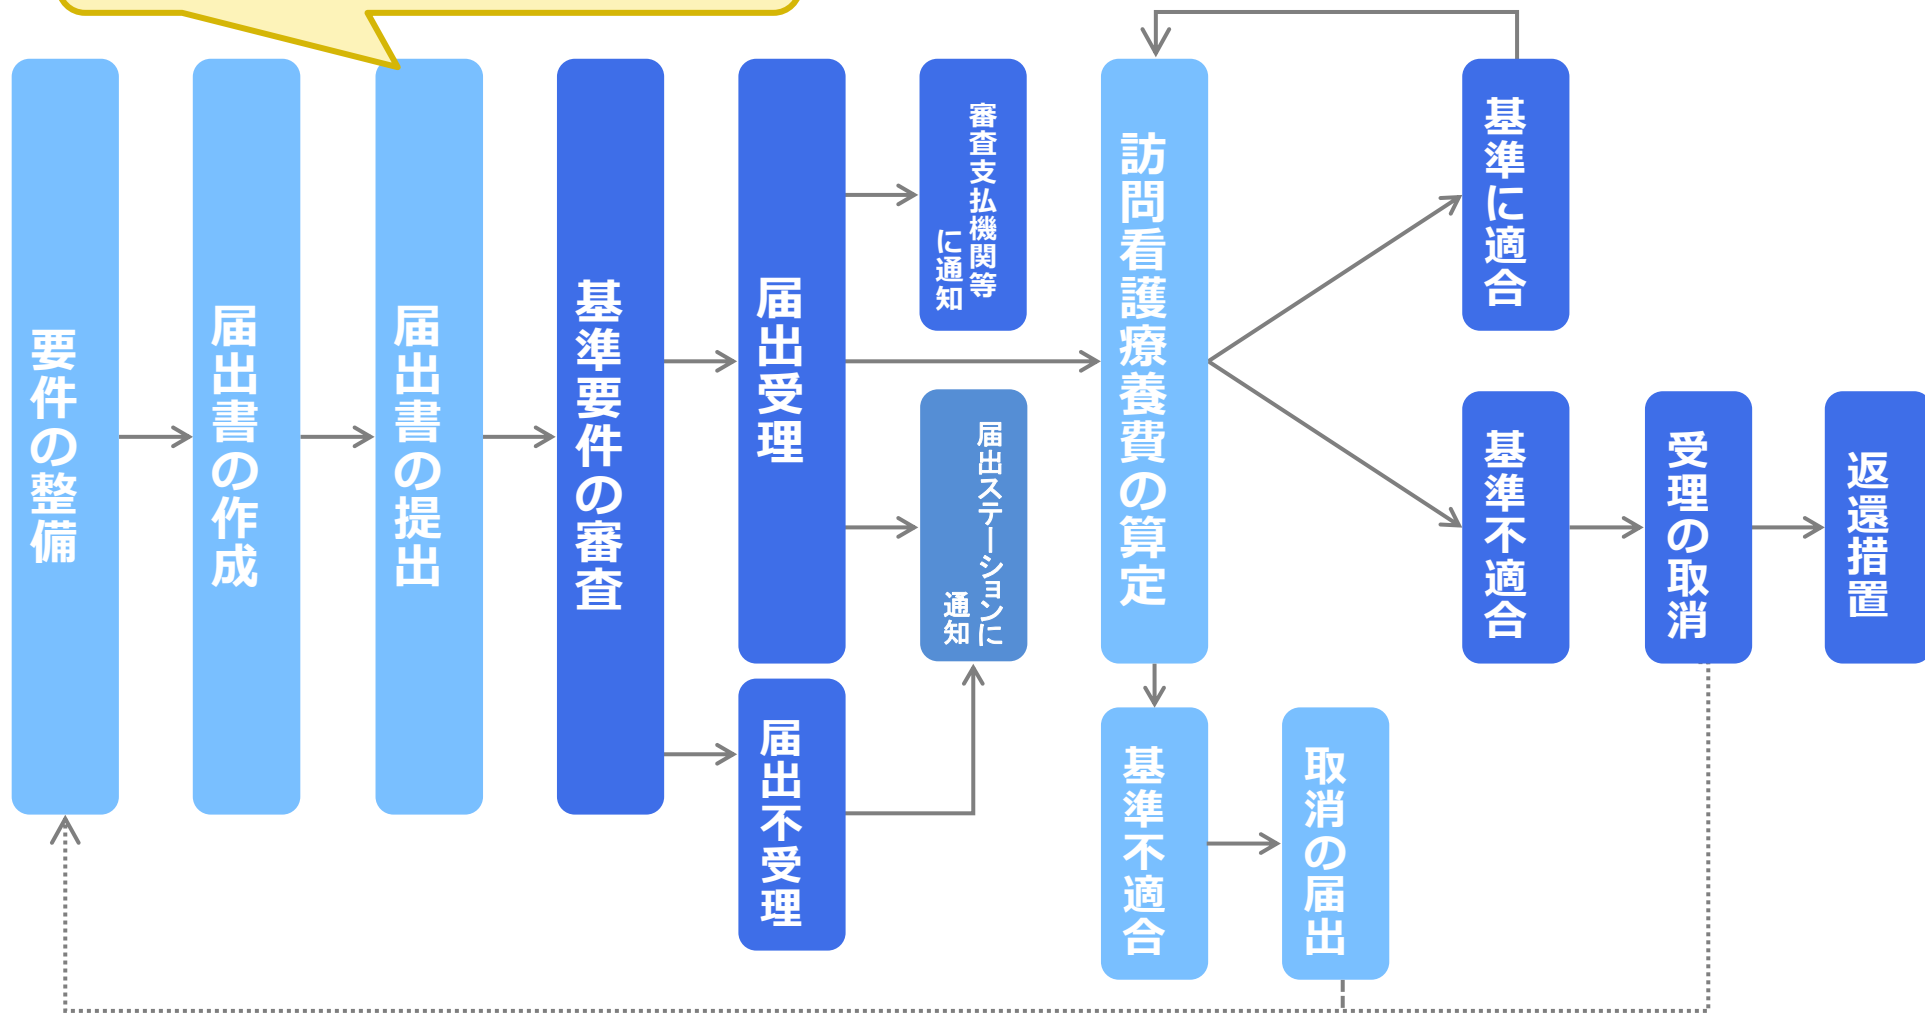 要件の整備
届出書の作成
届出書の提出
基準要件の審査
届出受理
届出不受理
審査支払機関等
に通知
届出ステーションに
通知
訪問看護療養費の算定
基準不適合
取消の届出
基準に適合
基準不適合
受理の取消
返還措置